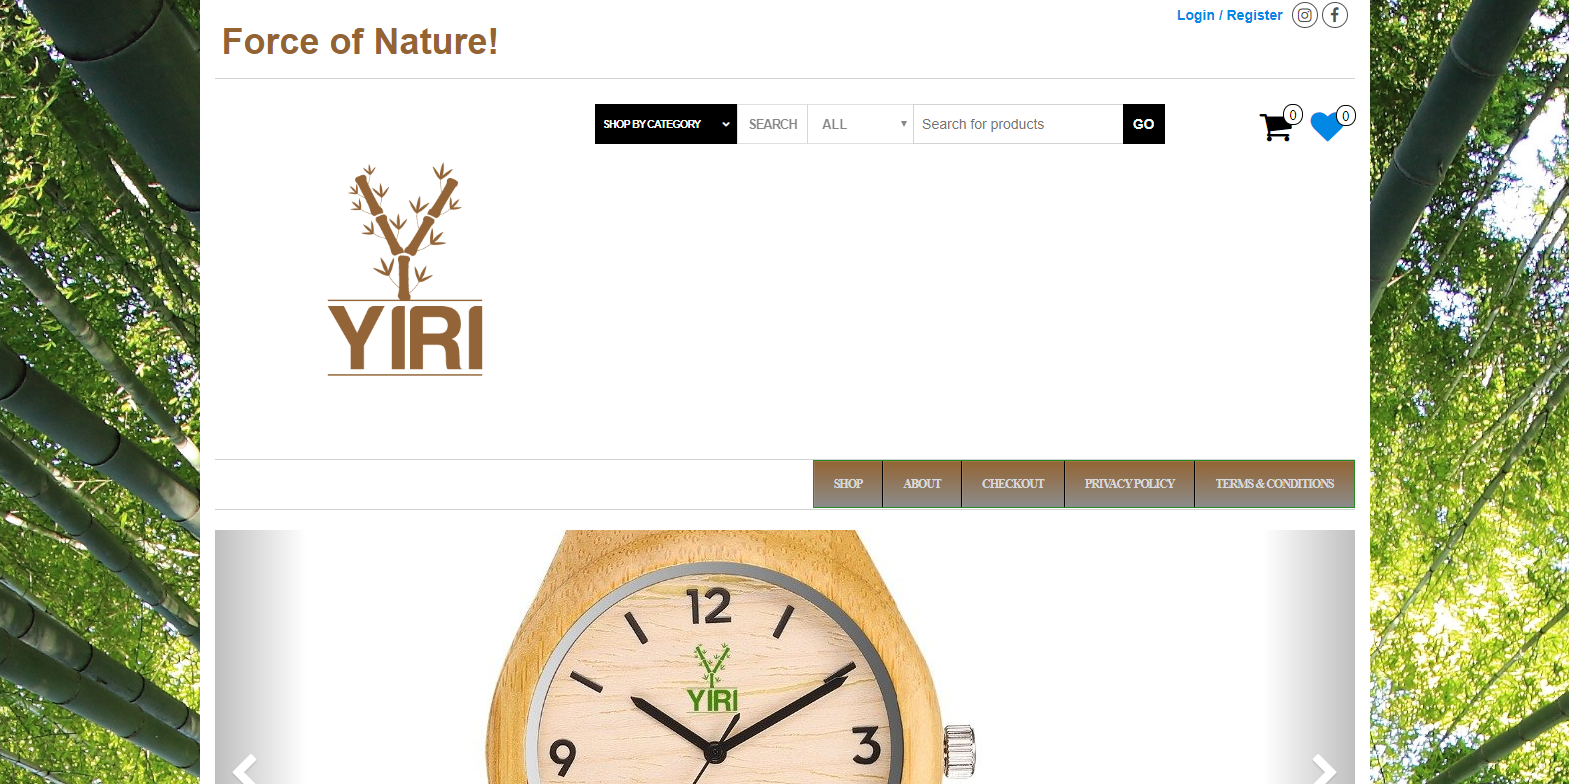 Login / Register
Force of Nature!
SHOP BY CATEGORY SEARCH ALL Search for products GO 0 0
YIRI
SHOP ABOUT CHECKOUT PRIVACY POLICY TERMS & CONDITIONS
12
YIRI
9 3